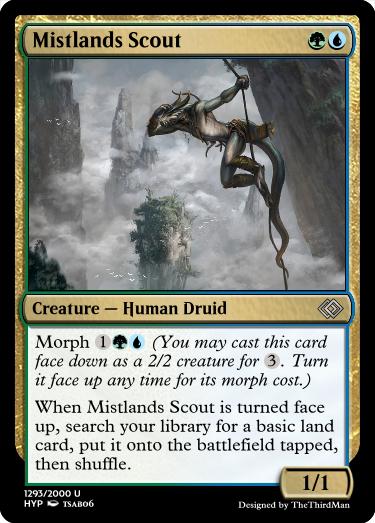 Mistlands Scout
Creature — Human Druid
Morph 1 (You may cast this card
face down as a 2/2 creature for 3. Turn
it face up any time for its morph cost.)
When Mistlands Scout is turned face
up, search your library for a basic land
card, put it onto the battlefield tapped,
then shuffle.
1/1
1293/2000 U
HYP TSAB06
Designed by TheThirdMan